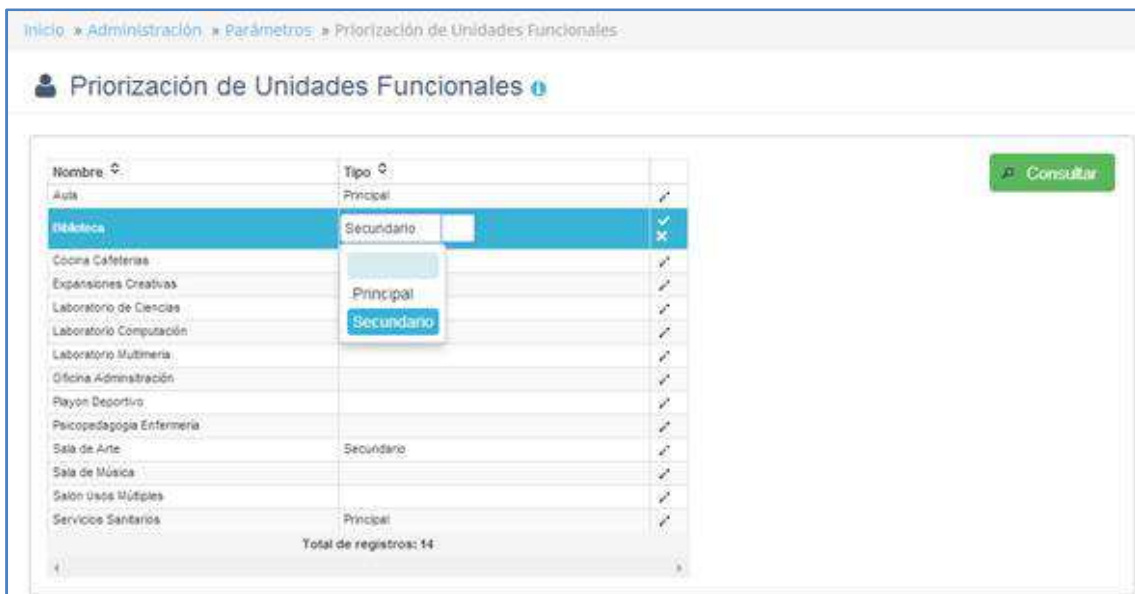 Inicio » Administración » Parámetros » Priorización de Unidades Funcionales
Priorización de Unidades Funcionales
Consultar
Nombre Tipo
Aula Principal
Biblioteca Secundario
Cocina Cafeterias
Principal
Expansiones Creativas
Laboratorio de Ciencias
Secundario
Laboratorio Computación
Laboratorio Multimeria
Oficina Adminsitración
Playon Deportivo
Psicopedagogia Enfermería
Sala de Arte Secundario
Sala de Música
Salon Usos Mútiples
Servicios Sanitarios Principal
Total de registros: 14